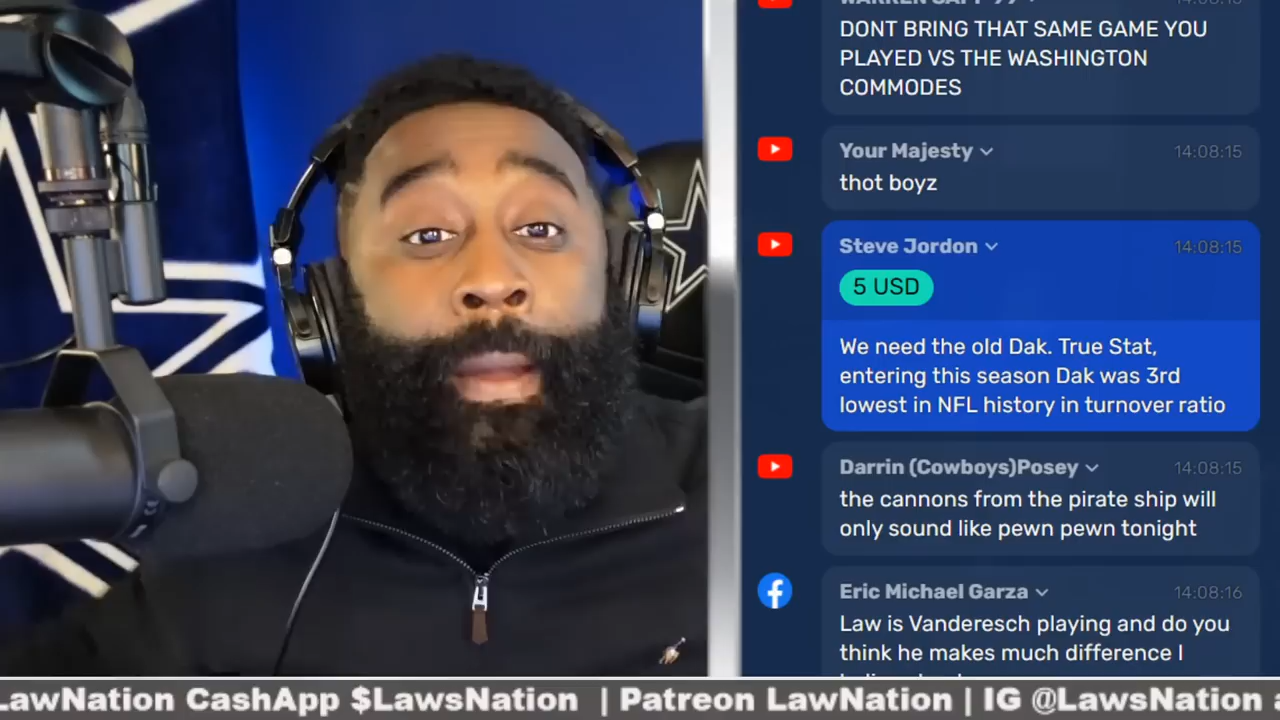 DONT BRING THAT SAME GAME YOU
PLAYED VS THE WASHINGTON
COMMODES
Your Majesty
14:08:15
thot boyz
Steve Jordon
14:08:15
5 USD
We need the old Dak. True Stat,
entering this season Dak was 3rd
lowest in NFL history in turnover ratio
Darrin (Cowboys)Posey
14:08:15
the cannons from the pirate ship will
only sound like pewn pewn tonight
Eric Michael Garza
14:08:16
Law is Vanderesch playing and do you
think he makes much difference I
LawNation CashApp $LawsNation | Patreon LawNation | IG @LawsNation